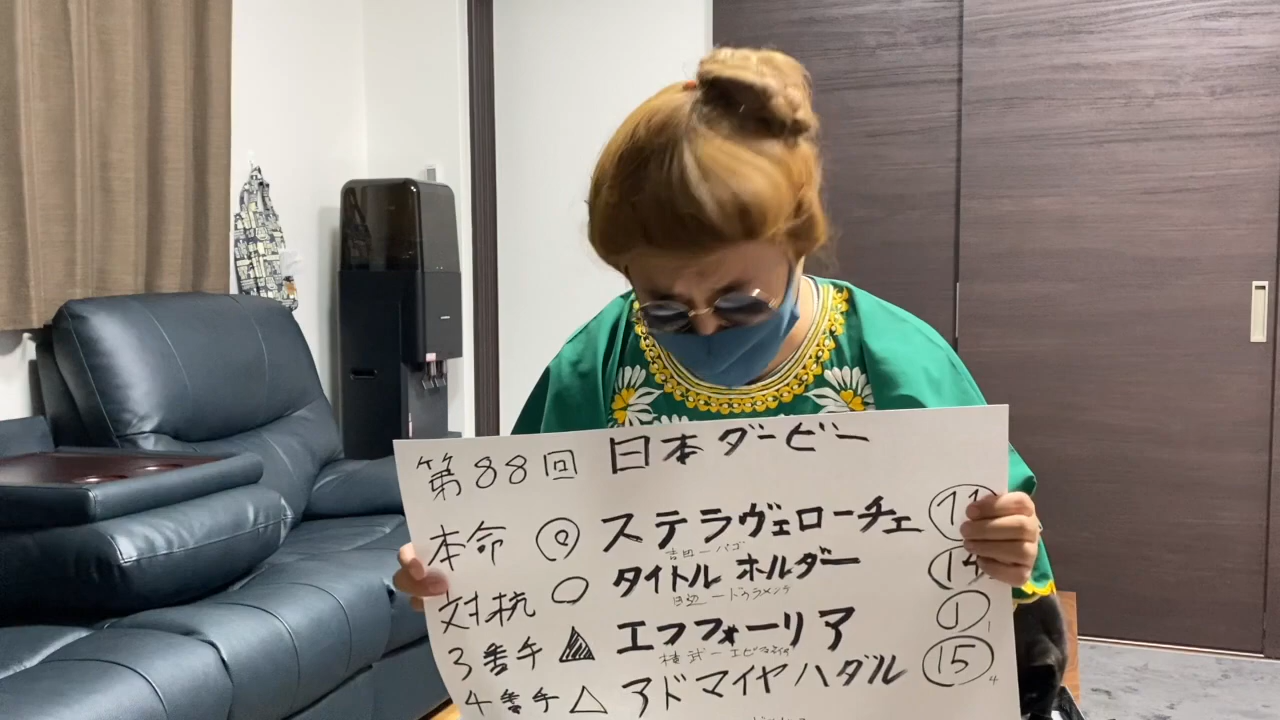 第88回 日本ダービー
本命 ◎ ステラヴェローチェ 11
吉田ーバゴ
対抗 ○ タイトルホルダー 14
田辺ードゥラメンテ
3番手 ▲ エフフォーリア 1
横武ーエピファネイア
4番手 △ アドマイヤハダル 15